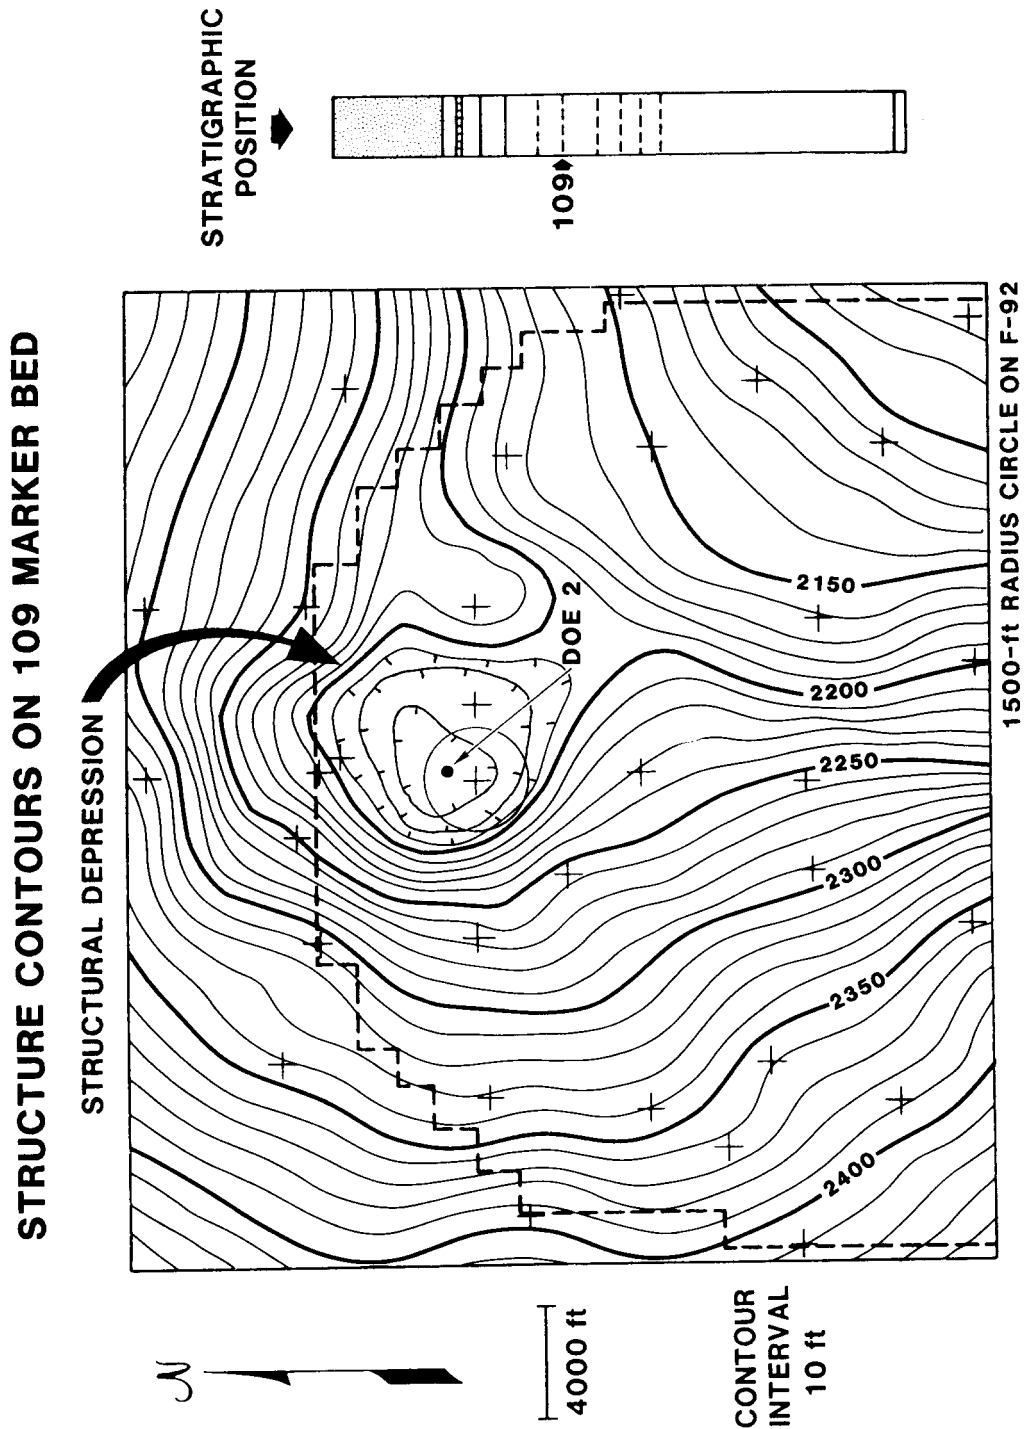 STRUCTURE CONTOURS ON 109 MARKER BED
STRUCTURAL DEPRESSION
STRATIGRAPHIC
POSITION
109
DOE 2
2150
2200
2250
2300
2350
2400
1500-ft RADIUS CIRCLE ON F-92
N
4000 ft
CONTOUR
INTERVAL
10 ft